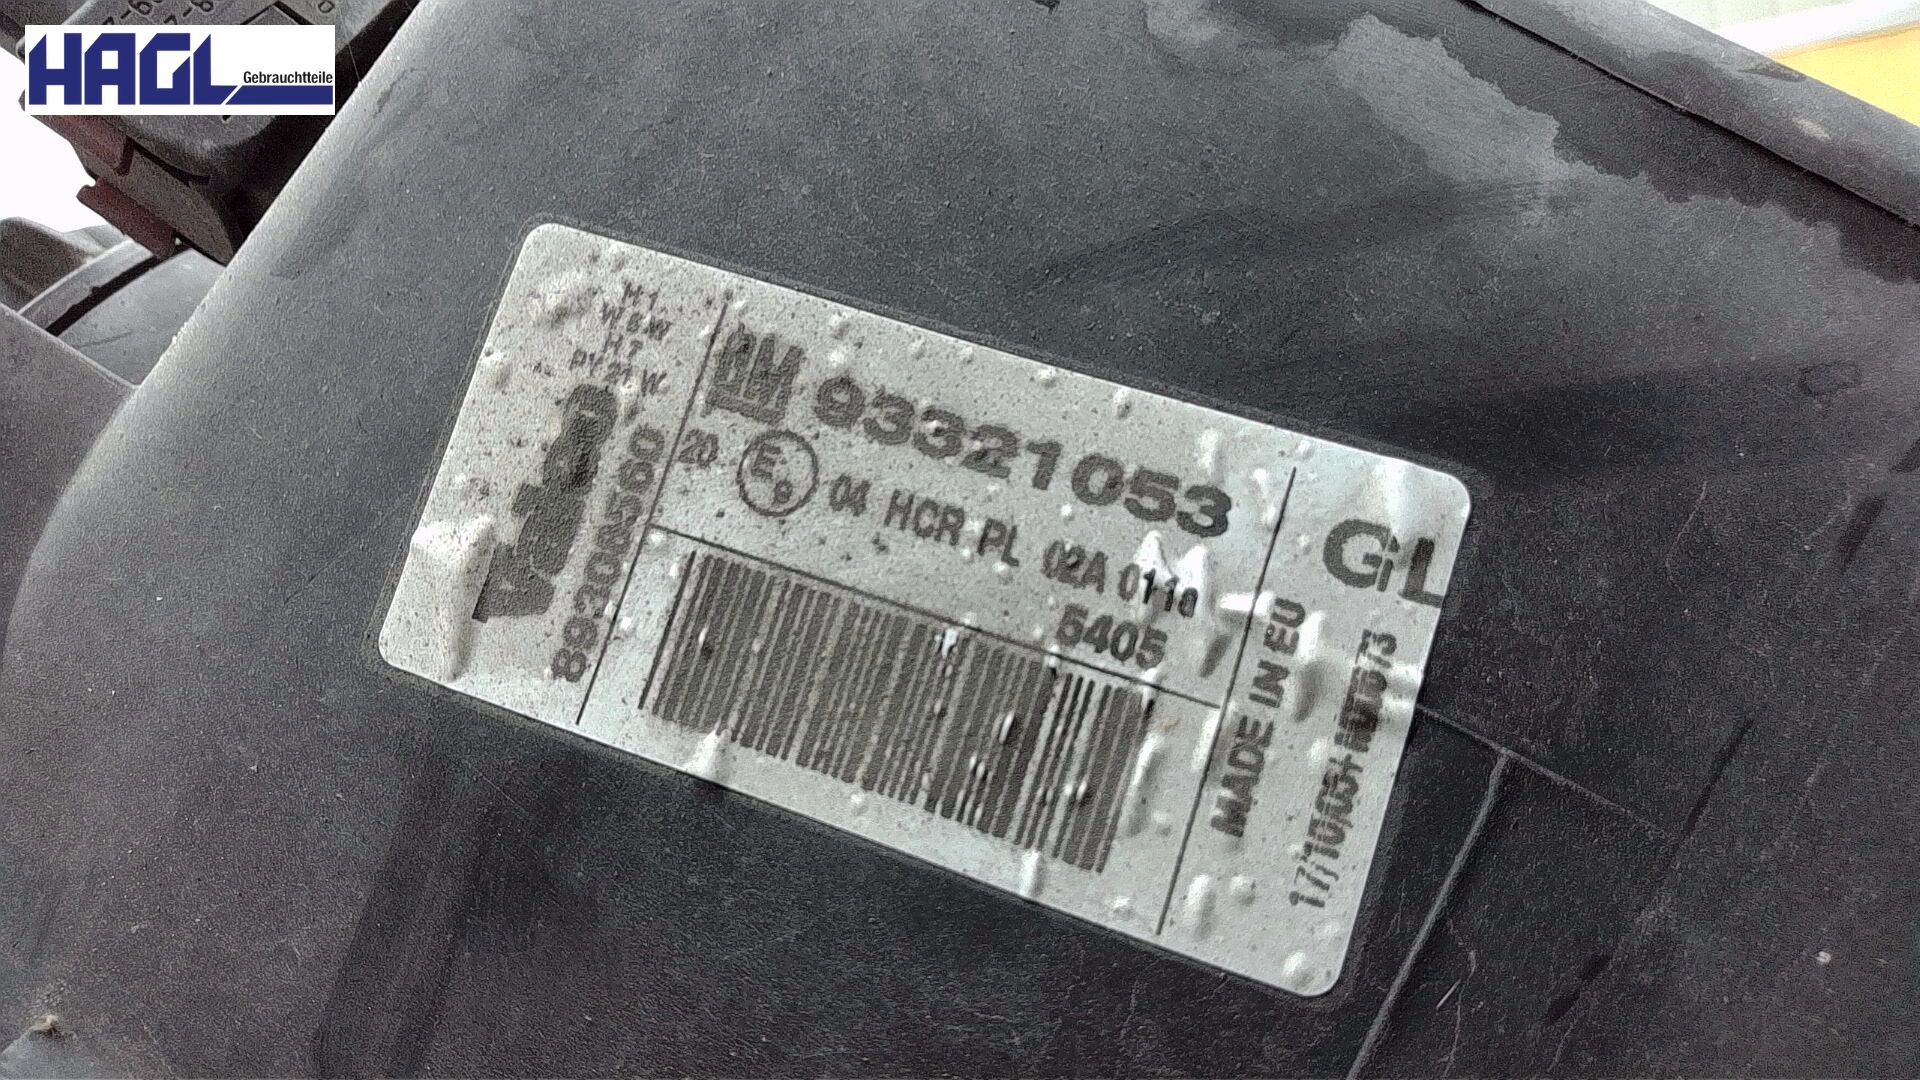 HAGL Gebrauchtteile
H1
W5W
H7
PY21W
Valeo
89306560
GM 93321053
20 E9 04 HCR PL 02A 0118
5405
MADE IN EU
GL